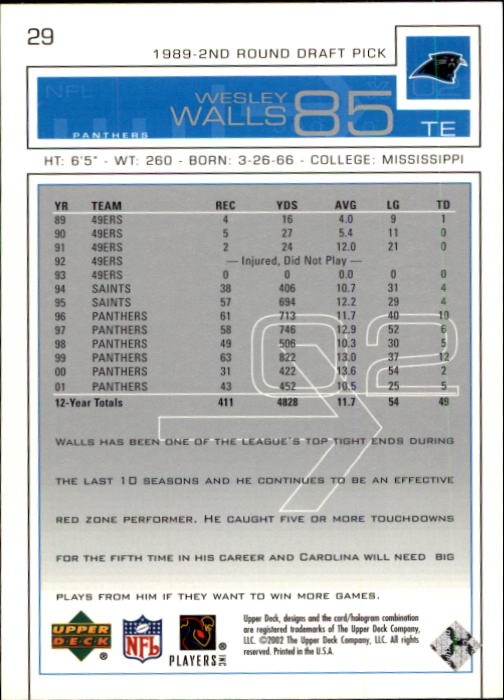 29
1989-2ND ROUND DRAFT PICK
NFL
02
WESLEY
WALLS 85
PANTHERS
TE
HT: 6'5" - WT: 260 - BORN: 3-26-66 - COLLEGE: MISSISSIPPI
YR TEAM REC YDS AVG LG TD
89 49ERS 4 16 4.0 9 1
90 49ERS 5 27 5.4 11 0
91 49ERS 2 24 12.0 21 0
92 49ERS — Injured, Did Not Play —
93 49ERS 0 0 0.0 0 0
94 SAINTS 38 406 10.7 31 4
95 SAINTS 57 694 12.2 29 4
96 PANTHERS 61 713 11.7 40 10
97 PANTHERS 58 746 12.9 52 6
98 PANTHERS 49 506 10.3 30 5
99 PANTHERS 63 822 13.0 37 12
00 PANTHERS 31 422 13.6 54 2
01 PANTHERS 43 452 10.5 25 5
12-Year Totals 411 4828 11.7 54 49
02
WALLS HAS BEEN ONE OF THE LEAGUE'S TOP TIGHT ENDS DURING
THE LAST 10 SEASONS AND HE CONTINUES TO BE AN EFFECTIVE
RED ZONE PERFORMER. HE CAUGHT FIVE OR MORE TOUCHDOWNS
FOR THE FIFTH TIME IN HIS CAREER AND CAROLINA WILL NEED BIG
PLAYS FROM HIM IF THEY WANT TO WIN MORE GAMES.
UPPER DECK ®
NFL
PLAYERS INC
Upper Deck, designs and the card/hologram combination
are registered trademarks of The Upper Deck Company,
LLC. ©2002 The Upper Deck Company, LLC. All rights
reserved. Printed in the U.S.A.